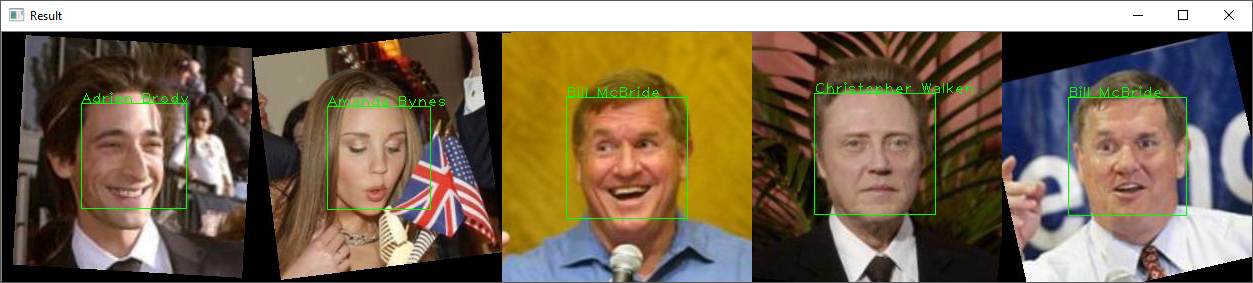 Result
Adrien Brody
Amanda Bynes
Bill McBride
Christopher Walken
Bill McBride